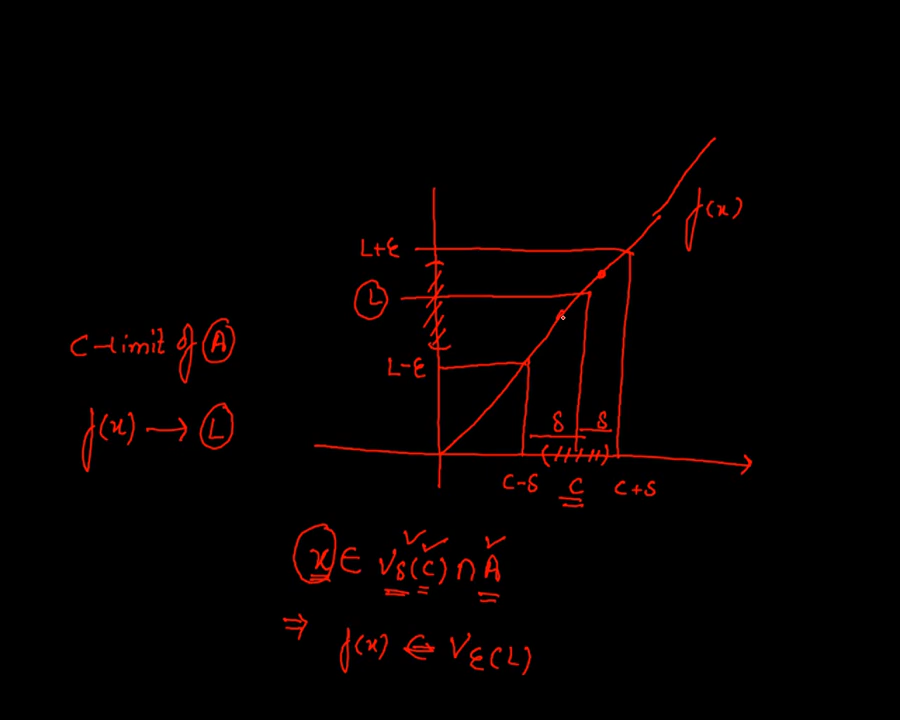 f(x)
L+ε
L
L-ε
C-limit of A
f(x) → L
δ δ
C-δ C C+δ
x ∈ Vδ(C) ∩ A
⇒ f(x) ∈ Vε(L)